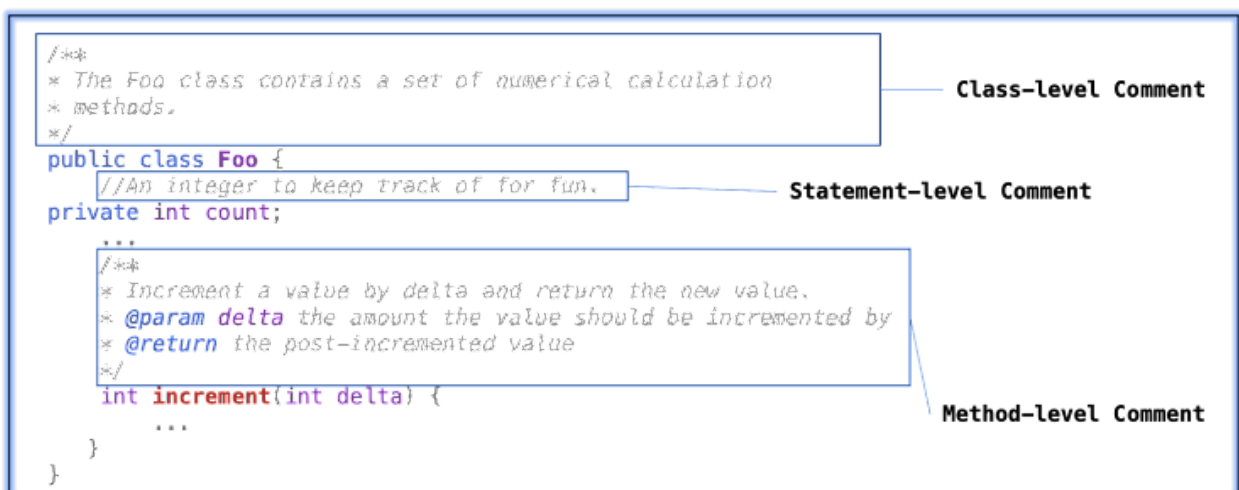 /**
* The Foo class contains a set of numerical calculation
* methods.
*/
Class-level Comment
public class Foo {
//An integer to keep track of for fun.
Statement-level Comment
private int count;
...
/**
* Increment a value by delta and return the new value.
* @param delta the amount the value should be incremented by
* @return the post-incremented value
*/
int increment(int delta) {
Method-level Comment
...
}
}